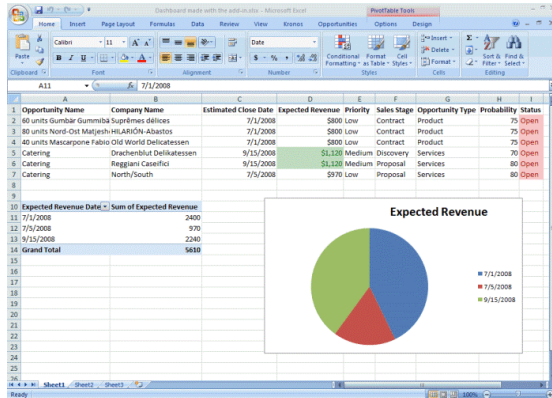 Dashboard made with the add-in.xlsx - Microsoft Excel PivotTable Tools
Home Insert Page Layout Formulas Data Review View Kronos Opportunities Options Design
Paste Calibri 11 Date Conditional Formatting Format as Table Cell Styles Insert Delete Format Sort & Filter Find & Select
Clipboard Font Alignment Number Styles Cells Editing
A11 fx 7/1/2008
A B C D E F G H I
1 Opportunity Name Company Name Estimated Close Date Expected Revenue Priority Sales Stage Opportunity Type Probability Status
2 60 units Gumbär Gummibä Suprêmes délices 7/1/2008 $800 Low Contract Product 75 Open
3 80 units Nord-Ost Matjesh HILARIÓN-Abastos 7/1/2008 $800 Low Contract Product 75 Open
4 40 units Mascarpone Fabio Old World Delicatessen 7/1/2008 $800 Low Contract Product 75 Open
5 Catering Drachenblut Delikatessen 9/15/2008 $1,120 Medium Discovery Services 70 Open
6 Catering Reggiani Caseifici 9/15/2008 $1,120 Medium Proposal Services 80 Open
7 Catering North/South 7/5/2008 $970 Low Proposal Services 80 Open
8
9
10 Expected Revenue Date Sum of Expected Revenue
11 7/1/2008 2400
12 7/5/2008 970
13 9/15/2008 2240
14 Grand Total 5610
15
16
17
18
19
20
21
22
23
24
25
26
Expected Revenue
7/1/2008
7/5/2008
9/15/2008
Sheet1 Sheet2 Sheet3
Ready 100%